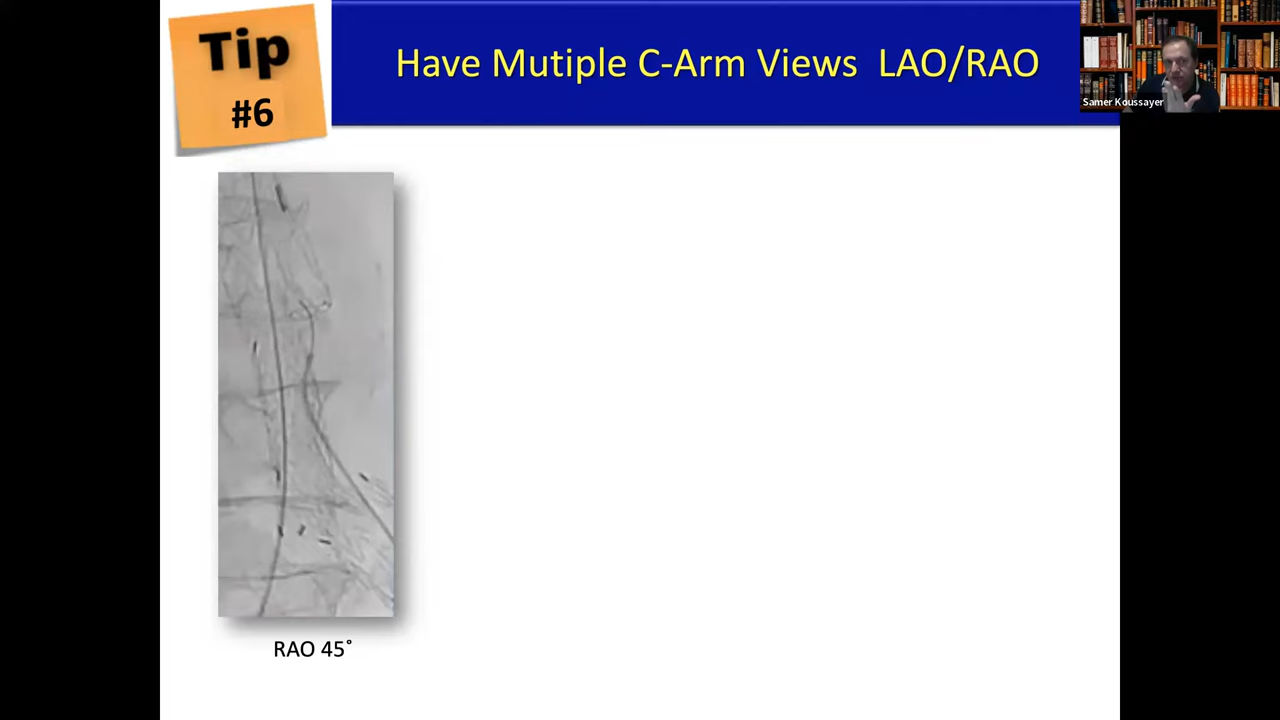 Tip
#6
Have Mutiple C-Arm Views LAO/RAO
Samer Koussayer
RAO 45˚